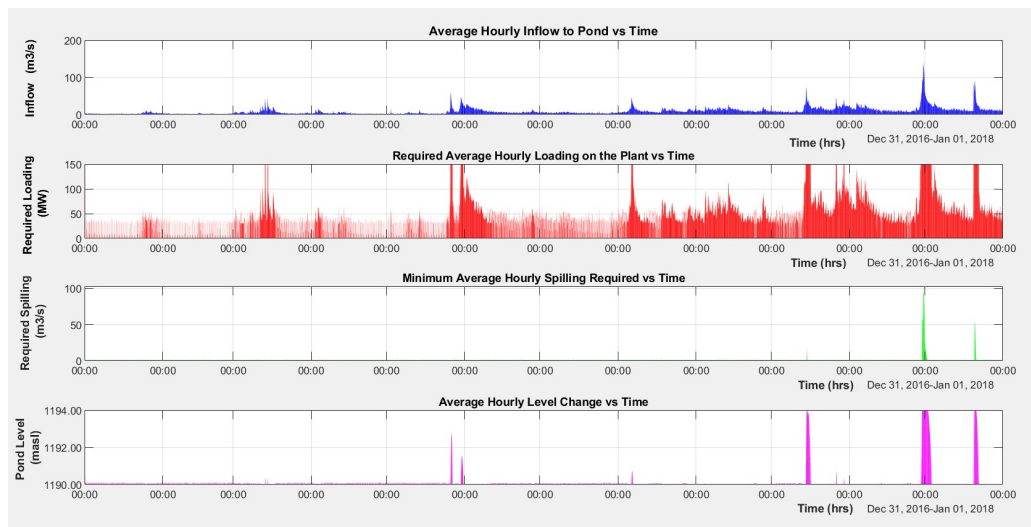 Average Hourly Inflow to Pond vs Time
Inflow (m3/s)
200
100
0
00:00 00:00 00:00 00:00 00:00 00:00 00:00 00:00 00:00 00:00 00:00 00:00 00:00
Time (hrs) Dec 31, 2016-Jan 01, 2018
Required Average Hourly Loading on the Plant vs Time
Required Loading
(MW)
150
100
50
0
00:00 00:00 00:00 00:00 00:00 00:00 00:00 00:00 00:00 00:00 00:00 00:00 00:00
Time (hrs) Dec 31, 2016-Jan 01, 2018
Minimum Average Hourly Spilling Required vs Time
Required Spilling
(m3/s)
100
50
0
00:00 00:00 00:00 00:00 00:00 00:00 00:00 00:00 00:00 00:00 00:00 00:00 00:00
Time (hrs) Dec 31, 2016-Jan 01, 2018
Average Hourly Level Change vs Time
Pond Level
(masl)
1194.00
1192.00
1190.00
00:00 00:00 00:00 00:00 00:00 00:00 00:00 00:00 00:00 00:00 00:00 00:00 00:00
Time (hrs) Dec 31, 2016-Jan 01, 2018